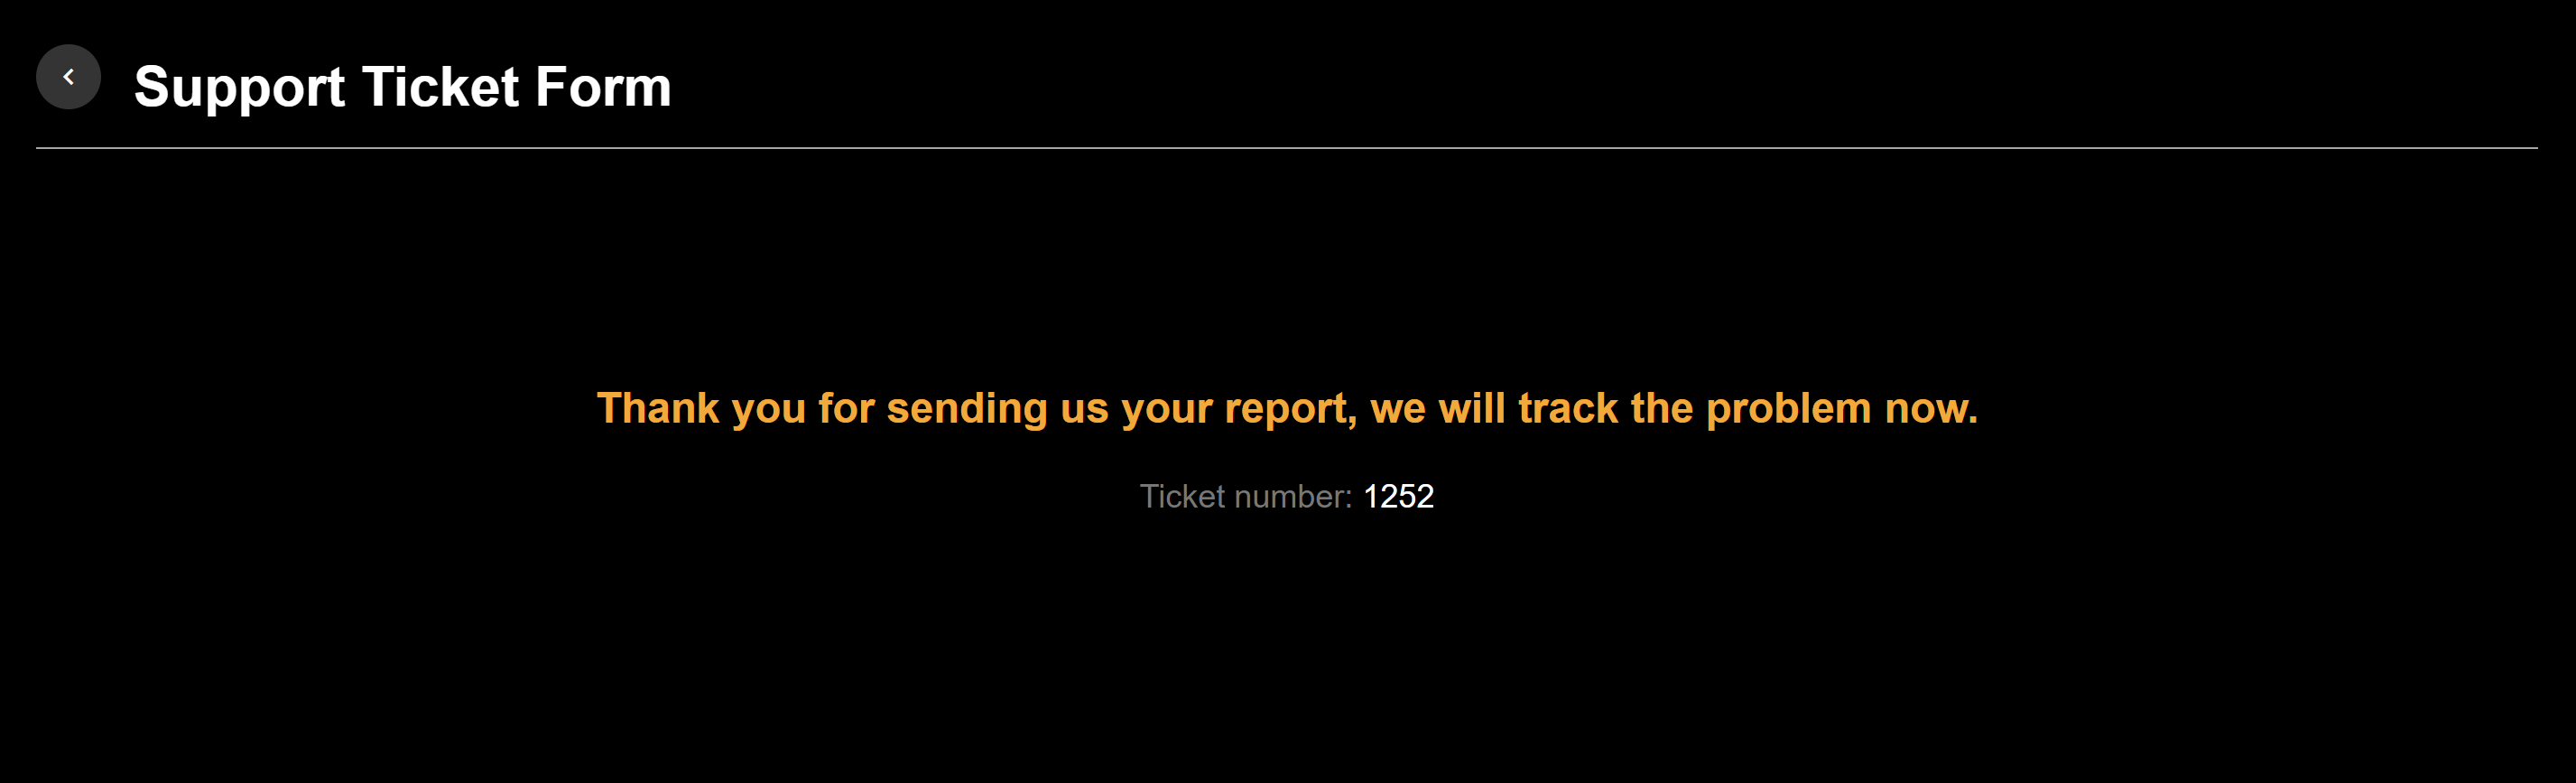 Support Ticket Form
Thank you for sending us your report, we will track the problem now.
Ticket number: 1252